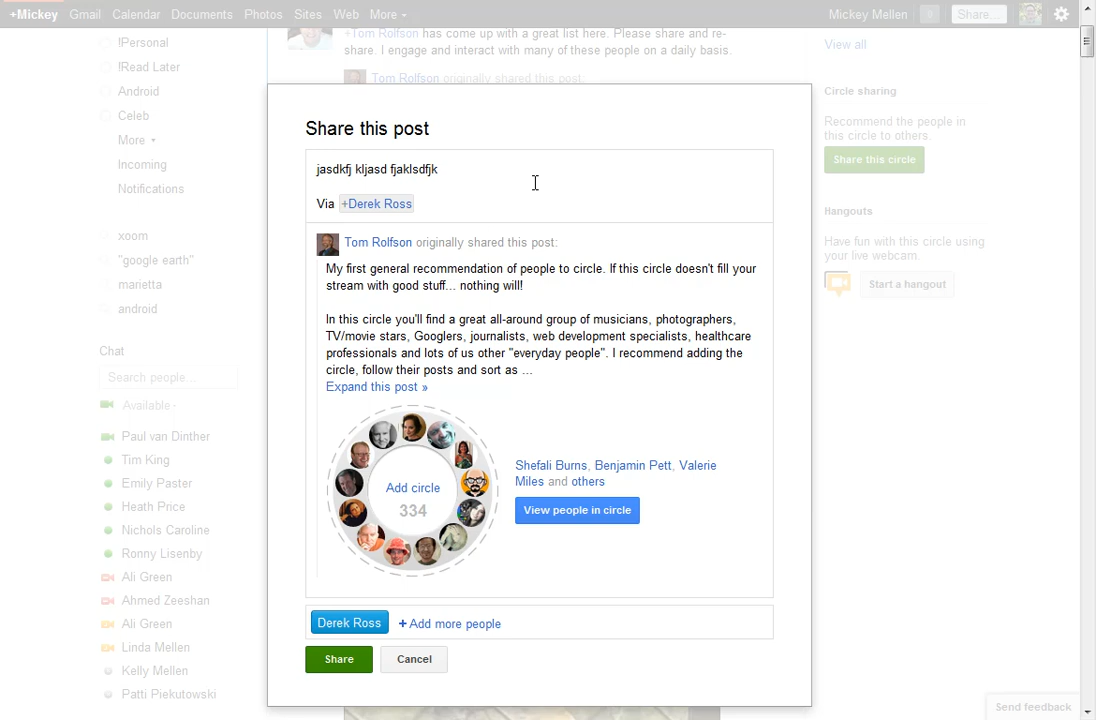 +Mickey Gmail Calendar Documents Photos Sites Web More Mickey Mellen Share...
!Personal
!Read Later
Android
Celeb
More
Incoming
Notifications
xoom
"google earth"
marietta
android
Chat
Search people...
Available
Paul van Dinther
Tim King
Emily Paster
Heath Price
Nichols Caroline
Ronny Lisenby
Ali Green
Ahmed Zeeshan
Ali Green
Linda Mellen
Kelly Mellen
Patti Piekutowski
+Tom Rolfson has come up with a great list here. Please share and re-
share. I engage and interact with many of these people on a daily basis.
Tom Rolfson originally shared this post:
Share this post
jasdkfj kljasd fjaklsdfjk
Via +Derek Ross
Tom Rolfson originally shared this post:
My first general recommendation of people to circle. If this circle doesn't fill your
stream with good stuff... nothing will!
In this circle you'll find a great all-around group of musicians, photographers,
TV/movie stars, Googlers, journalists, web development specialists, healthcare
professionals and lots of us other "everyday people". I recommend adding the
circle, follow their posts and sort as ...
Expand this post »
Add circle
334
Shefali Burns, Benjamin Pett, Valerie
Miles and others
View people in circle
Derek Ross + Add more people
Share Cancel
View all
Circle sharing
Recommend the people in
this circle to others.
Share this circle
Hangouts
Have fun with this circle using
your live webcam.
Start a hangout
Send feedback